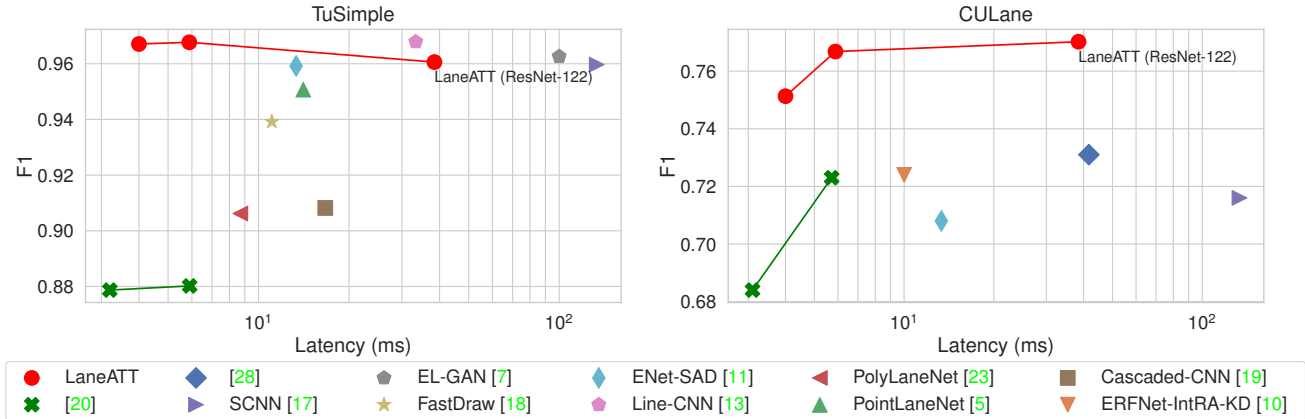 TuSimple
0.96
0.94
0.92
0.90
0.88
F1
LaneATT (ResNet-122)
10¹
10²
Latency (ms)
CULane
0.76
0.74
0.72
0.70
0.68
F1
LaneATT (ResNet-122)
10¹
10²
Latency (ms)
LaneATT [28] EL-GAN [7] ENet-SAD [11] PolyLaneNet [23] Cascaded-CNN [19]
[20] SCNN [17] FastDraw [18] Line-CNN [13] PointLaneNet [5] ERFNet-IntRA-KD [10]